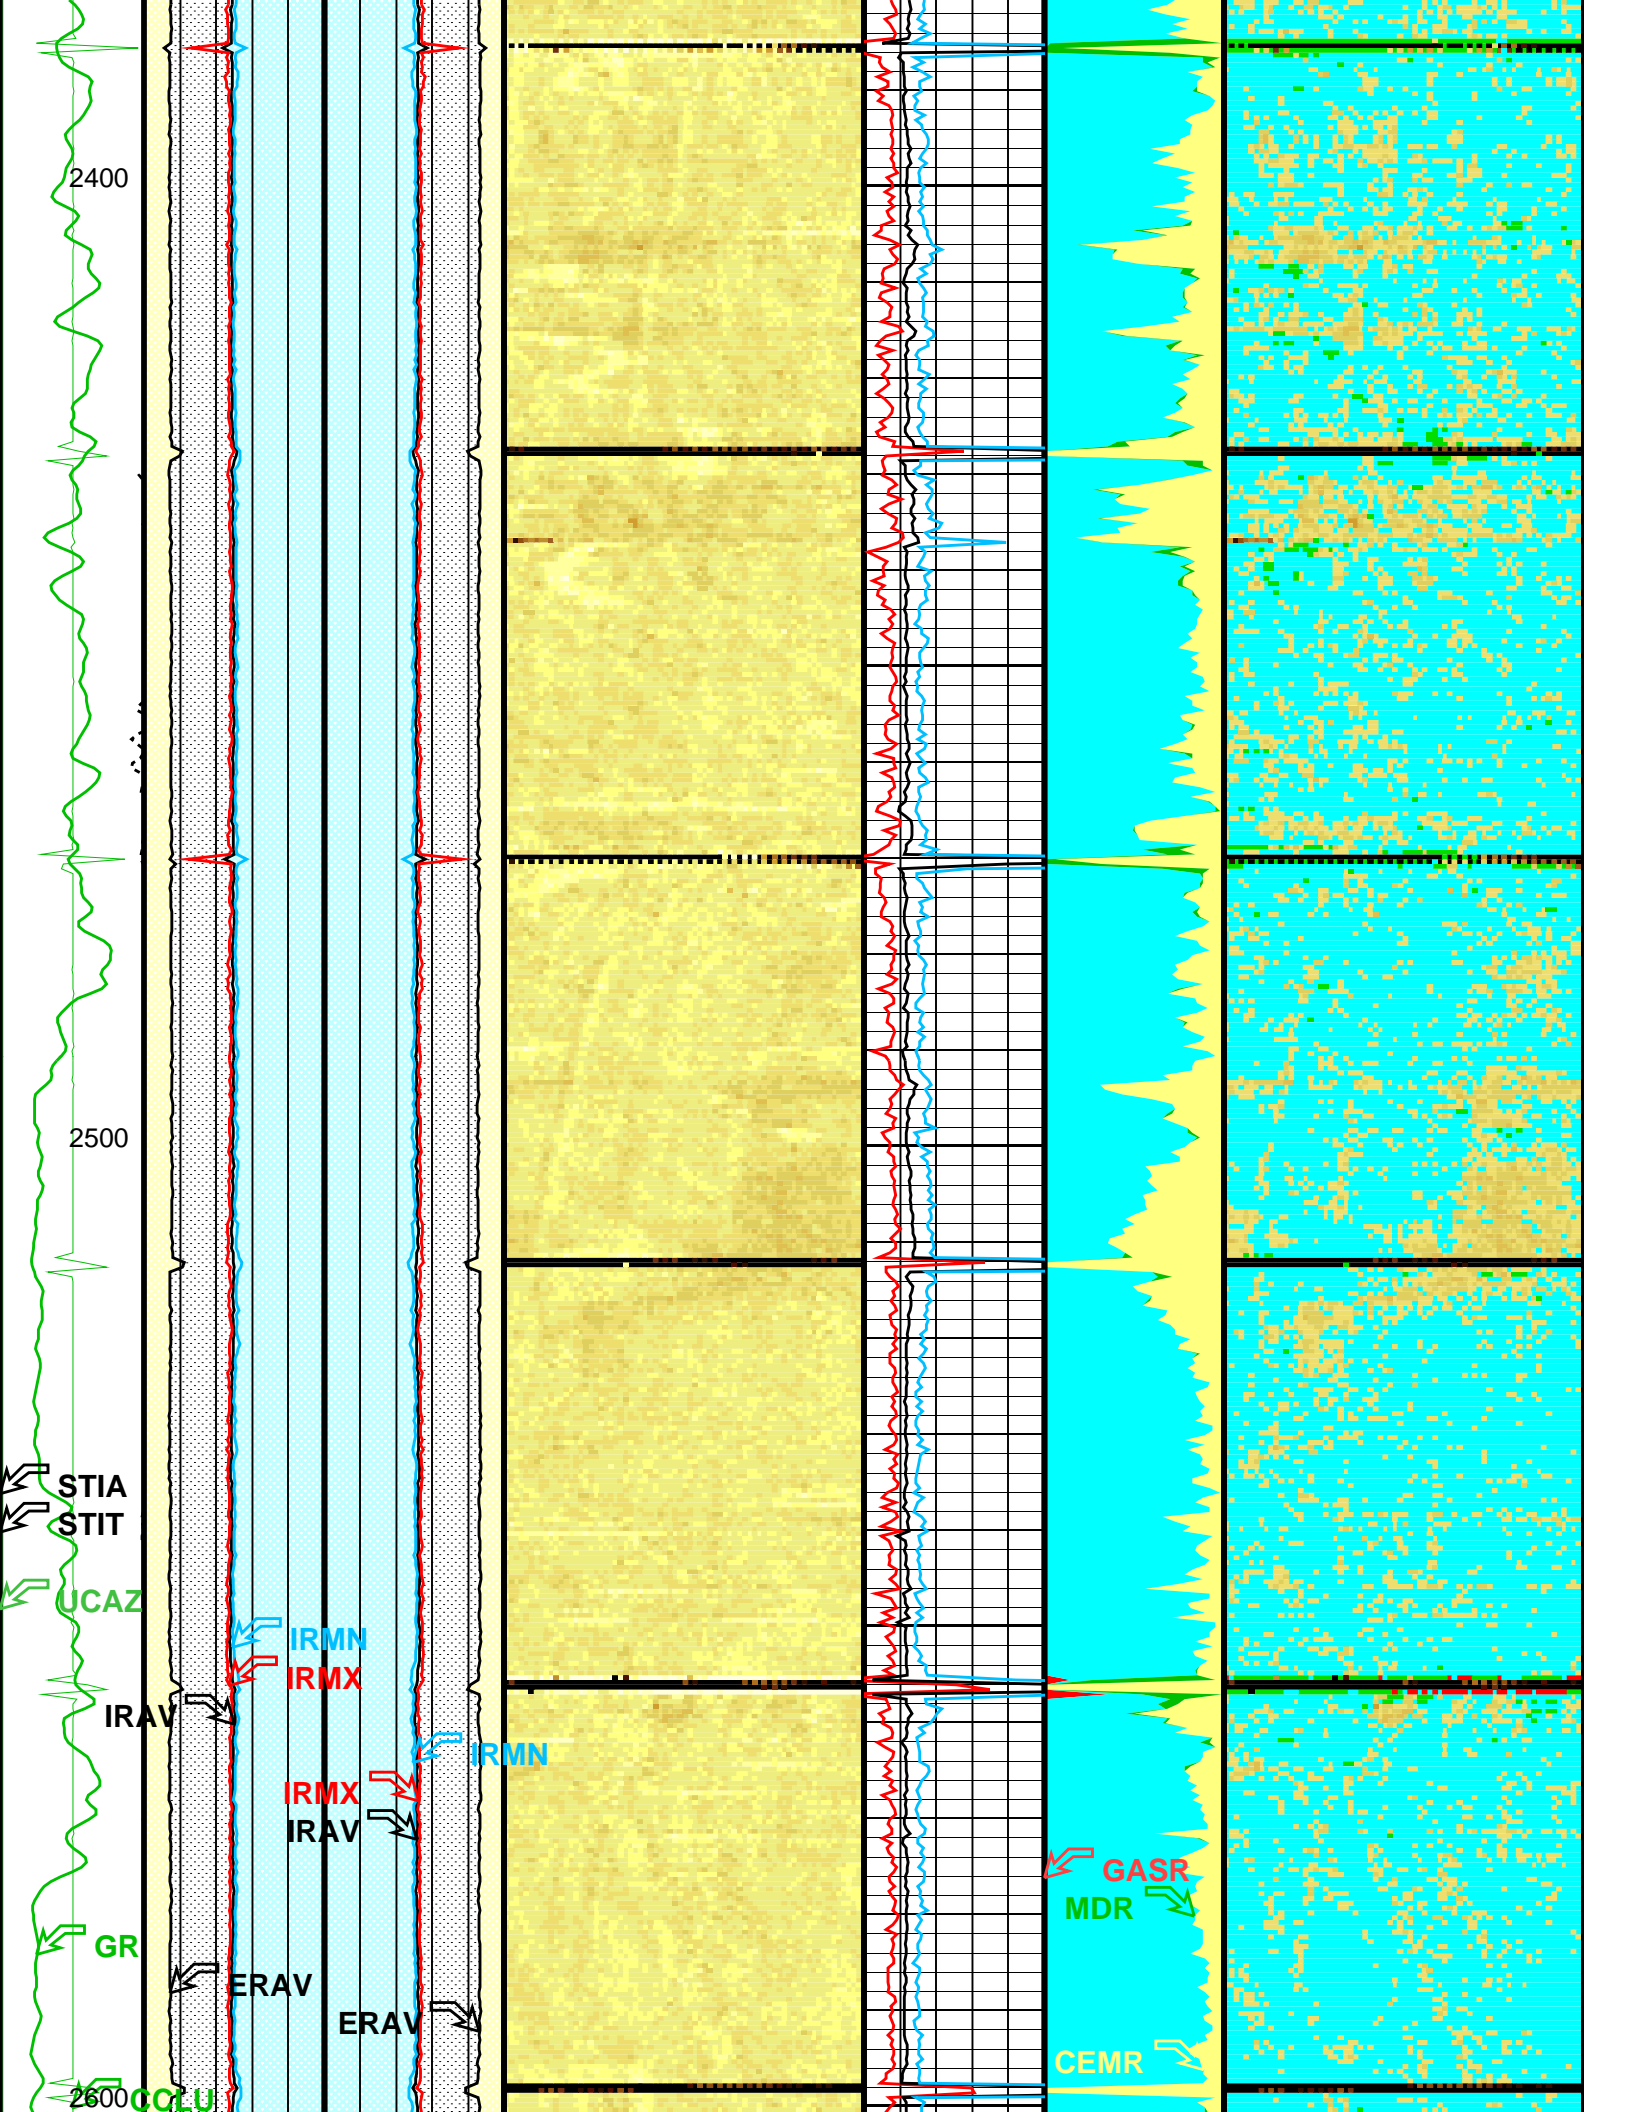 2400
2500
STIA
STIT
UCAZ
IRMN
IRMX
IRAV
IRMN
IRMX
IRAV
GASR
MDR
GR
ERAV
ERAV
CEMR
2600
CCLU